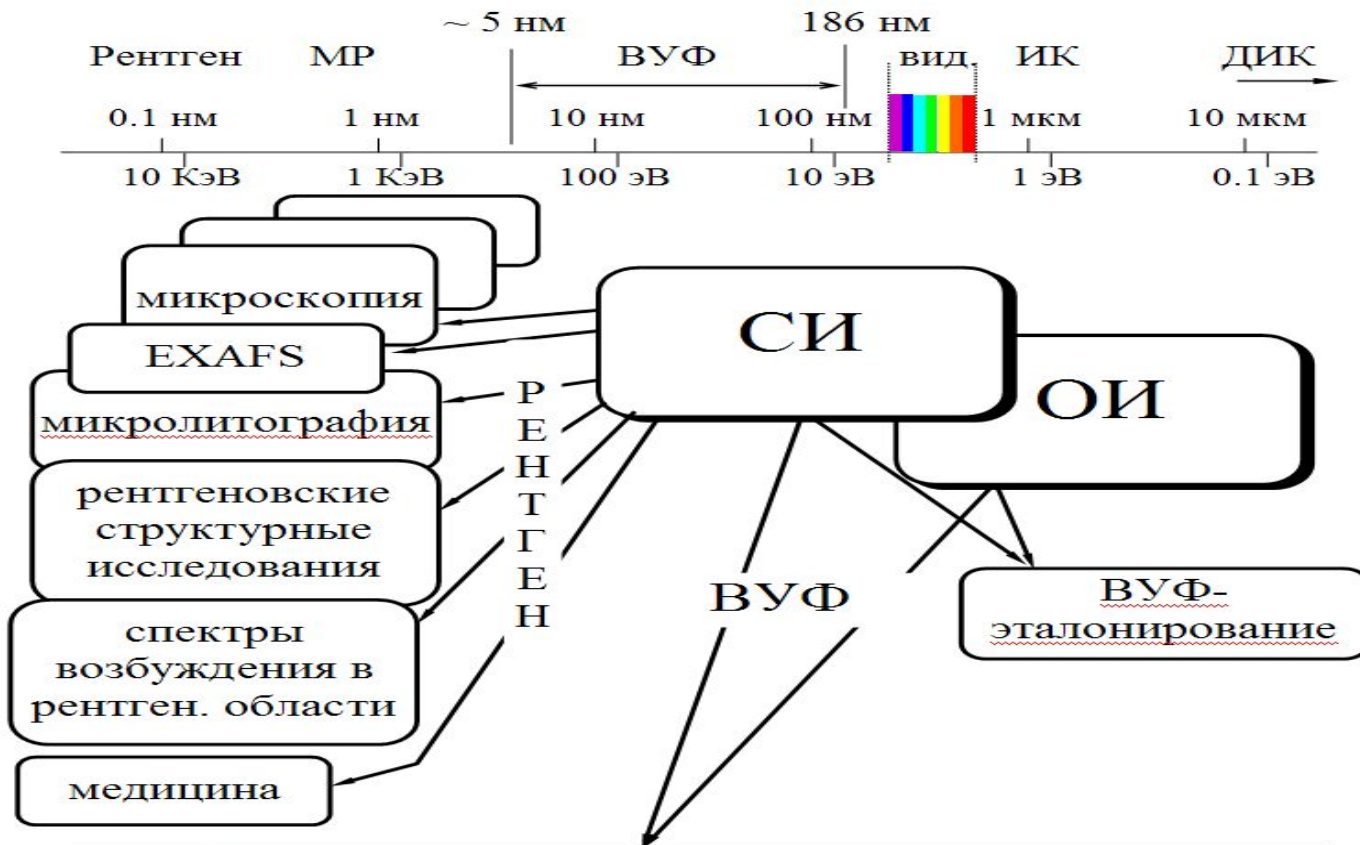 ~ 5 нм
186 нм
Рентген МР ВУФ вид. ИК ДИК
0.1 нм 1 нм 10 нм 100 нм 1 мкм 10 мкм
10 КэВ 1 КэВ 100 эВ 10 эВ 1 эВ 0.1 эВ
микроскопия
EXAFS
микролитография
рентгеновские
структурные
исследования
спектры
возбуждения в
рентген. области
медицина
РЕНТГЕН
СИ
ОИ
ВУФ
ВУФ-
эталонирование